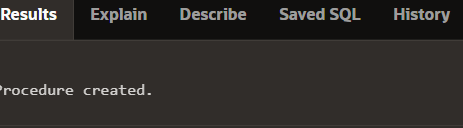 Results Explain Describe Saved SQL History
Procedure created.